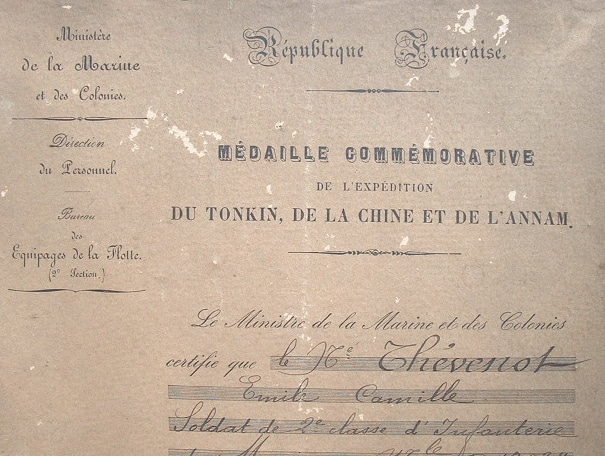 Ministère
de la Marine
et des Colonies.
Direction
du Personnel.
Bureau
des
Equipages de la Flotte.
(2e Section.)
République Française.
MÉDAILLE COMMÉMORATIVE
DE L'EXPÉDITION
DU TONKIN, DE LA CHINE ET DE L'ANNAM.
Le Ministre de la Marine et des Colonies
certifie que le Né Thévenot
Emile Camille
Soldat de 2e classe d'Infanterie